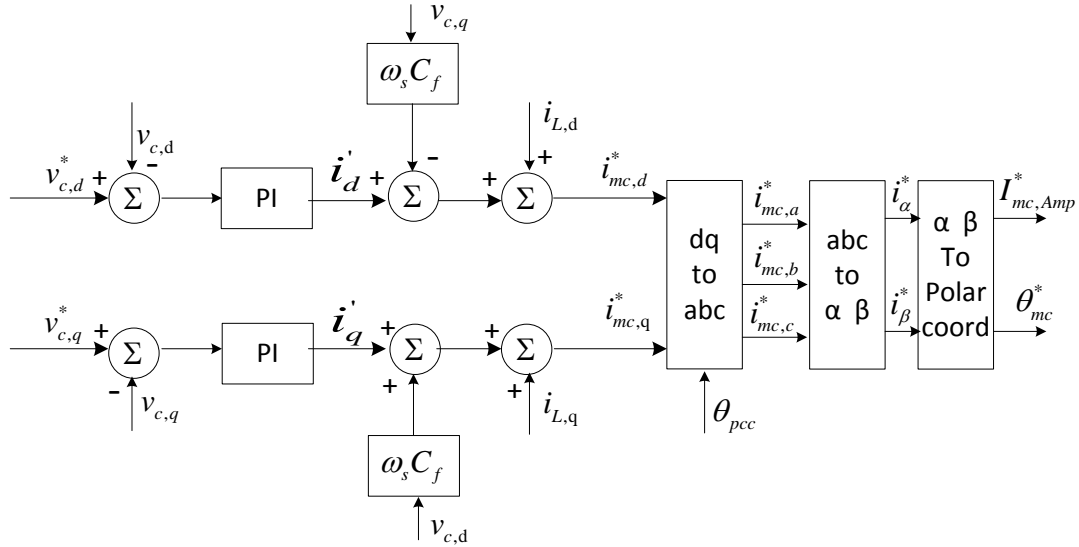 v_{c,q}
ω_s C_f
v_{c,d}
i_{L,d}
v^*_{c,d} + - Σ PI i'_d + - Σ + + Σ i^*_{mc,d}
dq to abc
i^*_{mc,a}
i^*_{mc,b}
i^*_{mc,c}
abc to α β
i^*_α
i^*_β
α β To Polar coord
I^*_{mc,Amp}
θ^*_{mc}
v^*_{c,q} + - Σ PI i'_q + + Σ + + Σ i^*_{mc,q}
v_{c,q}
i_{L,q}
θ_{pcc}
ω_s C_f
v_{c,d}